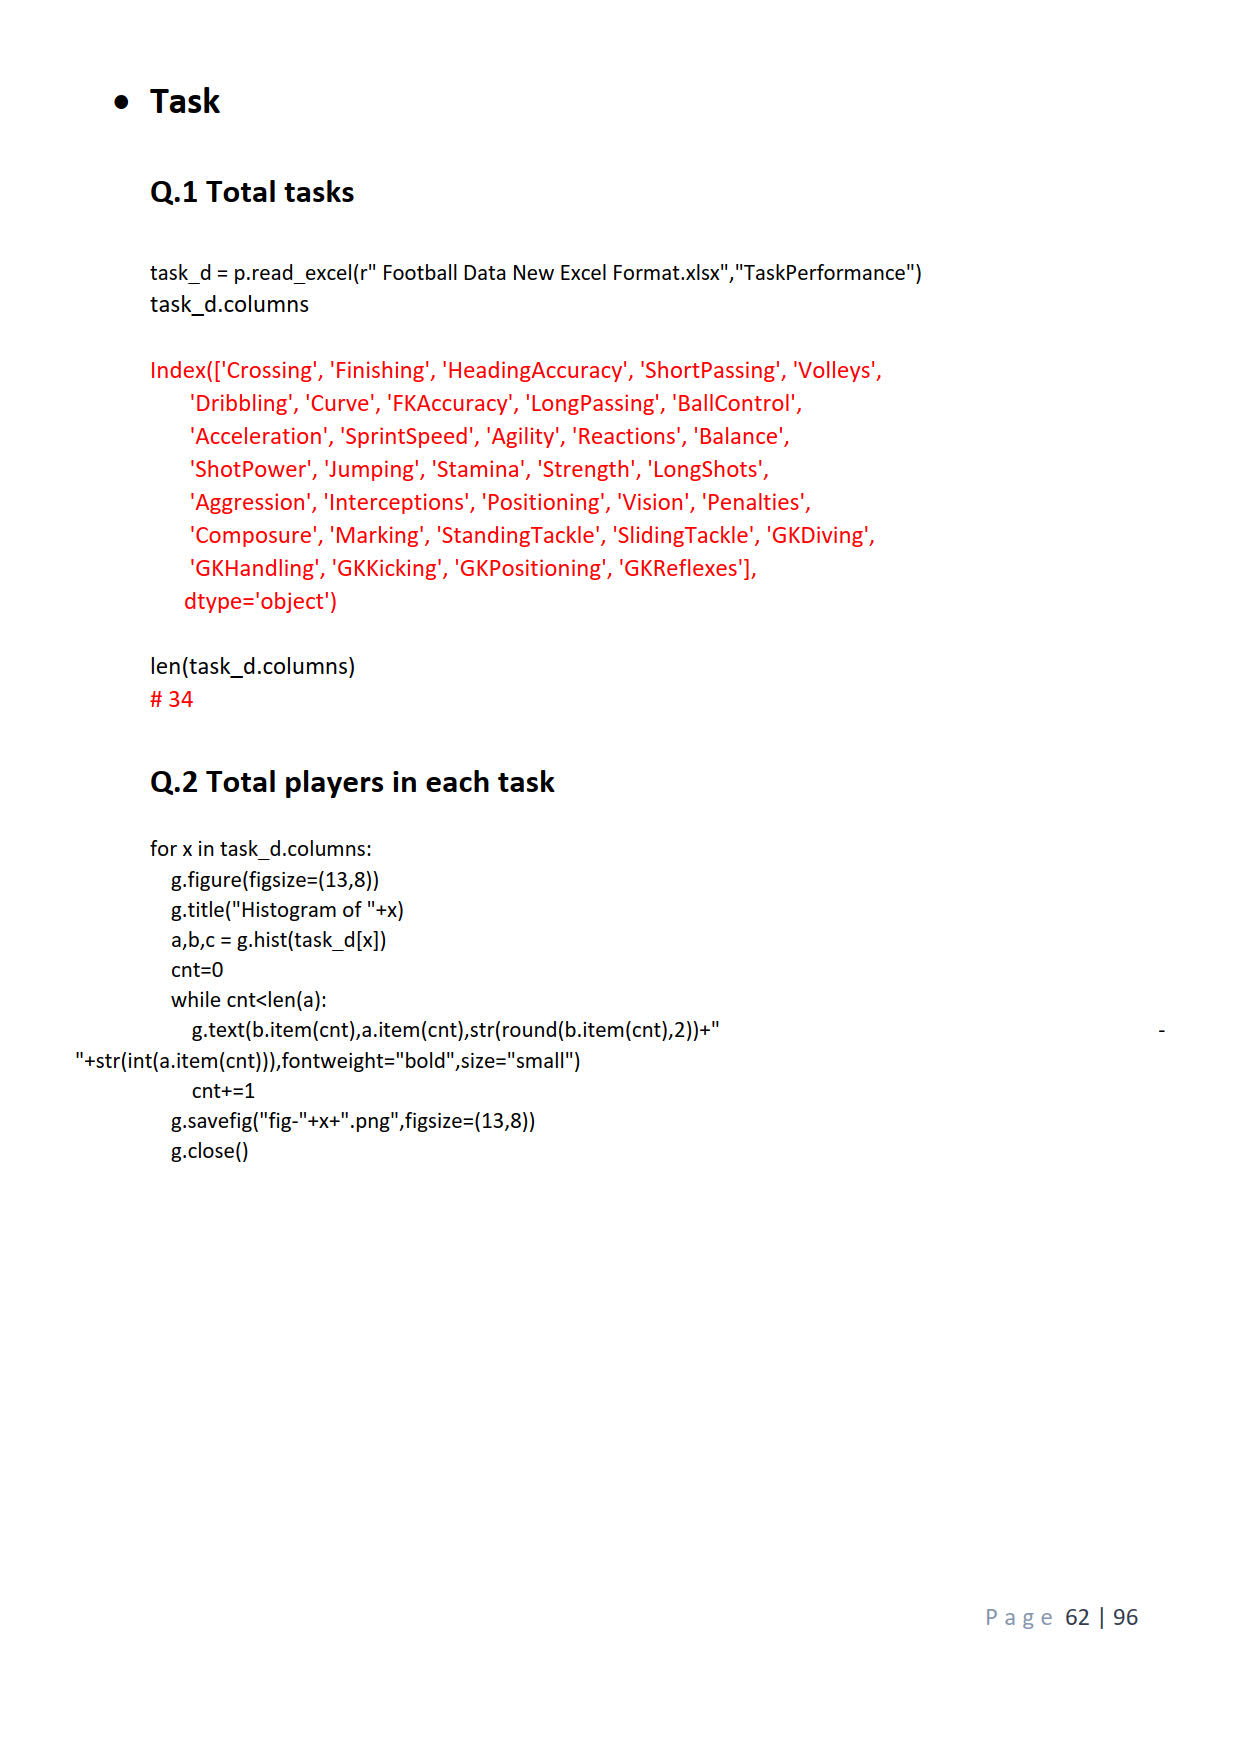 • Task
Q.1 Total tasks
task_d = p.read_excel(r" Football Data New Excel Format.xlsx","TaskPerformance")
task_d.columns
Index(['Crossing', 'Finishing', 'HeadingAccuracy', 'ShortPassing', 'Volleys',
'Dribbling', 'Curve', 'FKAccuracy', 'LongPassing', 'BallControl',
'Acceleration', 'SprintSpeed', 'Agility', 'Reactions', 'Balance',
'ShotPower', 'Jumping', 'Stamina', 'Strength', 'LongShots',
'Aggression', 'Interceptions', 'Positioning', 'Vision', 'Penalties',
'Composure', 'Marking', 'StandingTackle', 'SlidingTackle', 'GKDiving',
'GKHandling', 'GKKicking', 'GKPositioning', 'GKReflexes'],
dtype='object')
len(task_d.columns)
# 34
Q.2 Total players in each task
for x in task_d.columns:
g.figure(figsize=(13,8))
g.title("Histogram of "+x)
a,b,c = g.hist(task_d[x])
cnt=0
while cnt<len(a):
g.text(b.item(cnt),a.item(cnt),str(round(b.item(cnt),2))+" -
"+str(int(a.item(cnt))),fontweight="bold",size="small")
cnt+=1
g.savefig("fig-"+x+".png",figsize=(13,8))
g.close()
Page 62 | 96